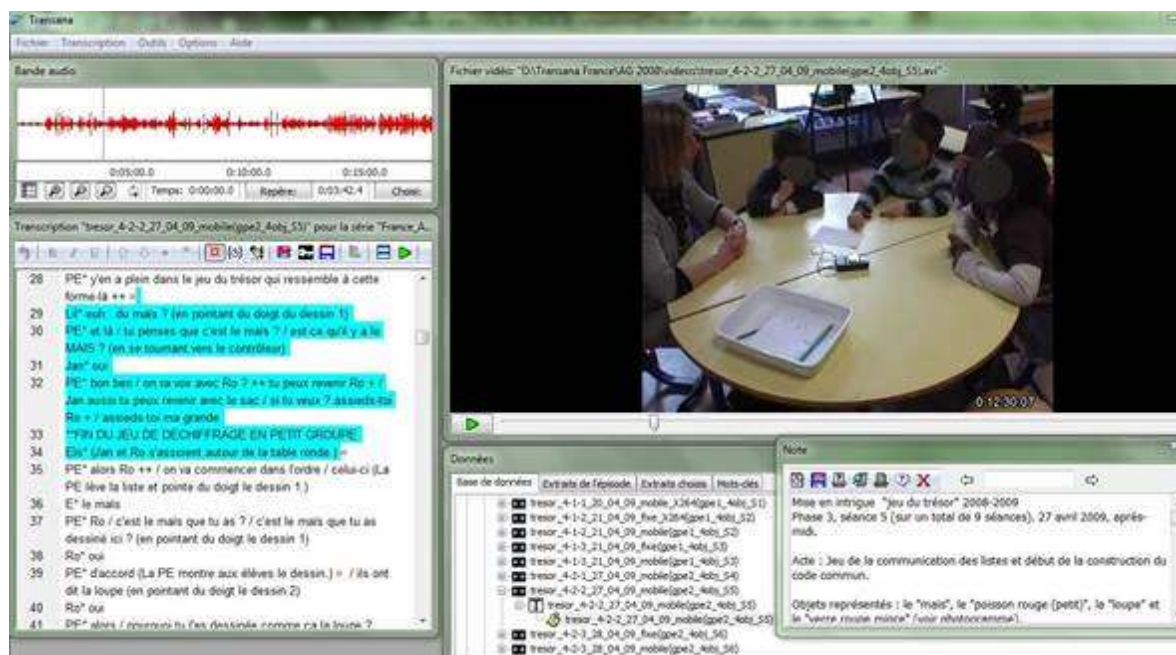 Transana
Fichier Transcription Outils Options Aide
Bande audio
0:05:00.0 0:10:00.0 0:15:00.0
Temps: 0:00:00.0 Repère: 0:03:42.4 Choisi:
Transcription "tresor_4-2-2_27_04_09_mobile(gpe2_4obj_S5)" pour la série "France_A...
28 PE* y'en a plein dans le jeu du trésor qui ressemble à cette
forme-là ++ =
29 Lil* euh : du maïs ? (en pointant du doigt du dessin 1)
30 PE* et là / tu penses que c'est le maïs ? / est-ca qu'il y a le
MAIS ? (en se tournant vers le contrôleur)
31 Jan* oui
32 PE* bon ben / on va voir avec Ro ? ++ tu peux revenir Ro + /
Jan aussi tu peux revenir avec le sac / si tu veux ? assieds-toi
Ro + / assieds-toi ma grande
33 **FIN DU JEU DE DECHIFFRAGE EN PETIT GROUPE
34 Els* (Jan et Ro s'assoient autour de la table ronde.) =
35 PE* alors Ro ++ / on va commencer dans l'ordre / celui-ci (La
PE lève la liste et pointe du doigt le dessin 1.)
36 E* le maïs
37 PE* Ro / c'est le maïs que tu as ? / c'est le maïs que tu as
dessiné ici ? (en pointant du doigt le dessin 1)
38 Ro* oui
39 PE* d'accord (La PE montre aux élèves le dessin.) = / ils ont
dit la loupe (en pointant du doigt le dessin 2)
40 Ro* oui
41 PE* alors / pourquoi tu l'as dessinée comme ça la loupe ?
Fichier vidéo: "D:\Transana France\AG 2008\videos\tresor_4-2-2_27_04_09_mobile(gpe2_4obj_S5).avi"
0:12:30:07
Données
Base de données Extraits de l'épisode Extraits choisis Mots-clés
tresor_4-1-1_20_04_09_mobile_X264(gpe1_4obj_S1)
tresor_4-1-2_21_04_09_fixe_X264(gpe1_4obj_S2)
tresor_4-1-2_21_04_09_mobile(gpe1_4obj_S2)
tresor_4-1-3_21_04_09_fixe(gpe1_4obj_S3)
tresor_4-1-3_21_04_09_mobile(gpe1_4obj_S3)
tresor_4-2-1_27_04_09_mobile(gpe2_4obj_S4)
tresor_4-2-2_27_04_09_mobile(gpe2_4obj_S5)
tresor_4-2-2_27_04_09_mobile(gpe2_4obj_S5)
tresor_4-2-2_27_04_09_mobile(gpe2_4obj_S5)
tresor_4-2-3_28_04_09_fixe(gpe2_4obj_S6)
tresor_4-2-3_28_04_09_mobile(gpe2_4obj_S6)
Note
Mise en intrigue "jeu du trésor" 2008-2009
Phase 3, séance 5 (sur un total de 9 séances), 27 avril 2009, après-
midi.
Acte : Jeu de la communication des listes et début de la construction du
code commun.
Objets représentés : le "maïs", le "poisson rouge (petit)", la "loupe" et
le "verre rouge mince" (voir photogramme).